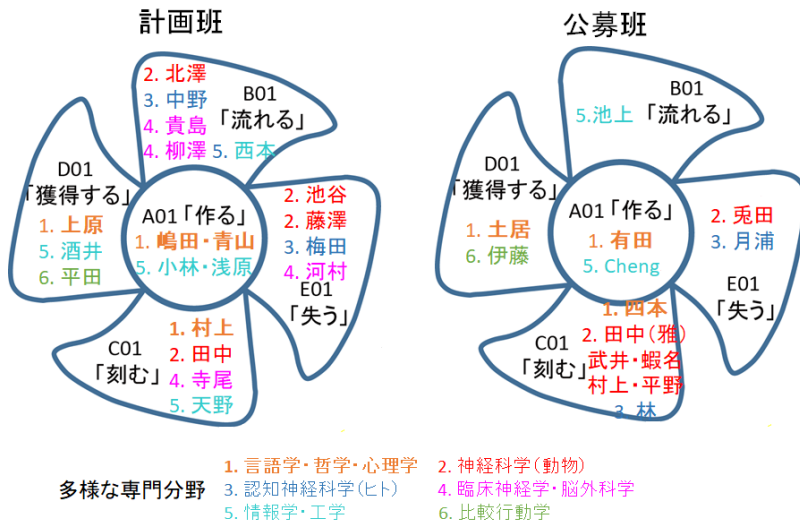 計画班
2. 北澤
3. 中野
4. 貴島
4. 柳澤
5. 西本
B01
「流れる」
D01
「獲得する」
1. 上原
5. 酒井
6. 平田
A01「作る」
1. 嶋田・青山
5. 小林・浅原
2. 池谷
2. 藤澤
3. 梅田
4. 河村
E01
「失う」
C01
「刻む」
1. 村上
2. 田中
4. 寺尾
5. 天野
公募班
5.池上
B01
「流れる」
D01
「獲得する」
1. 土居
6. 伊藤
A01「作る」
1. 有田
5. Cheng
2. 兎田
3. 月浦
E01
「失う」
C01
「刻む」
1. 四本
2. 田中(雅)
武井・蝦名
村上・平野
3. 林
多様な専門分野
1. 言語学・哲学・心理学
2. 神経科学(動物)
3. 認知神経科学(ヒト)
4. 臨床神経学・脳外科学
5. 情報学・工学
6. 比較行動学